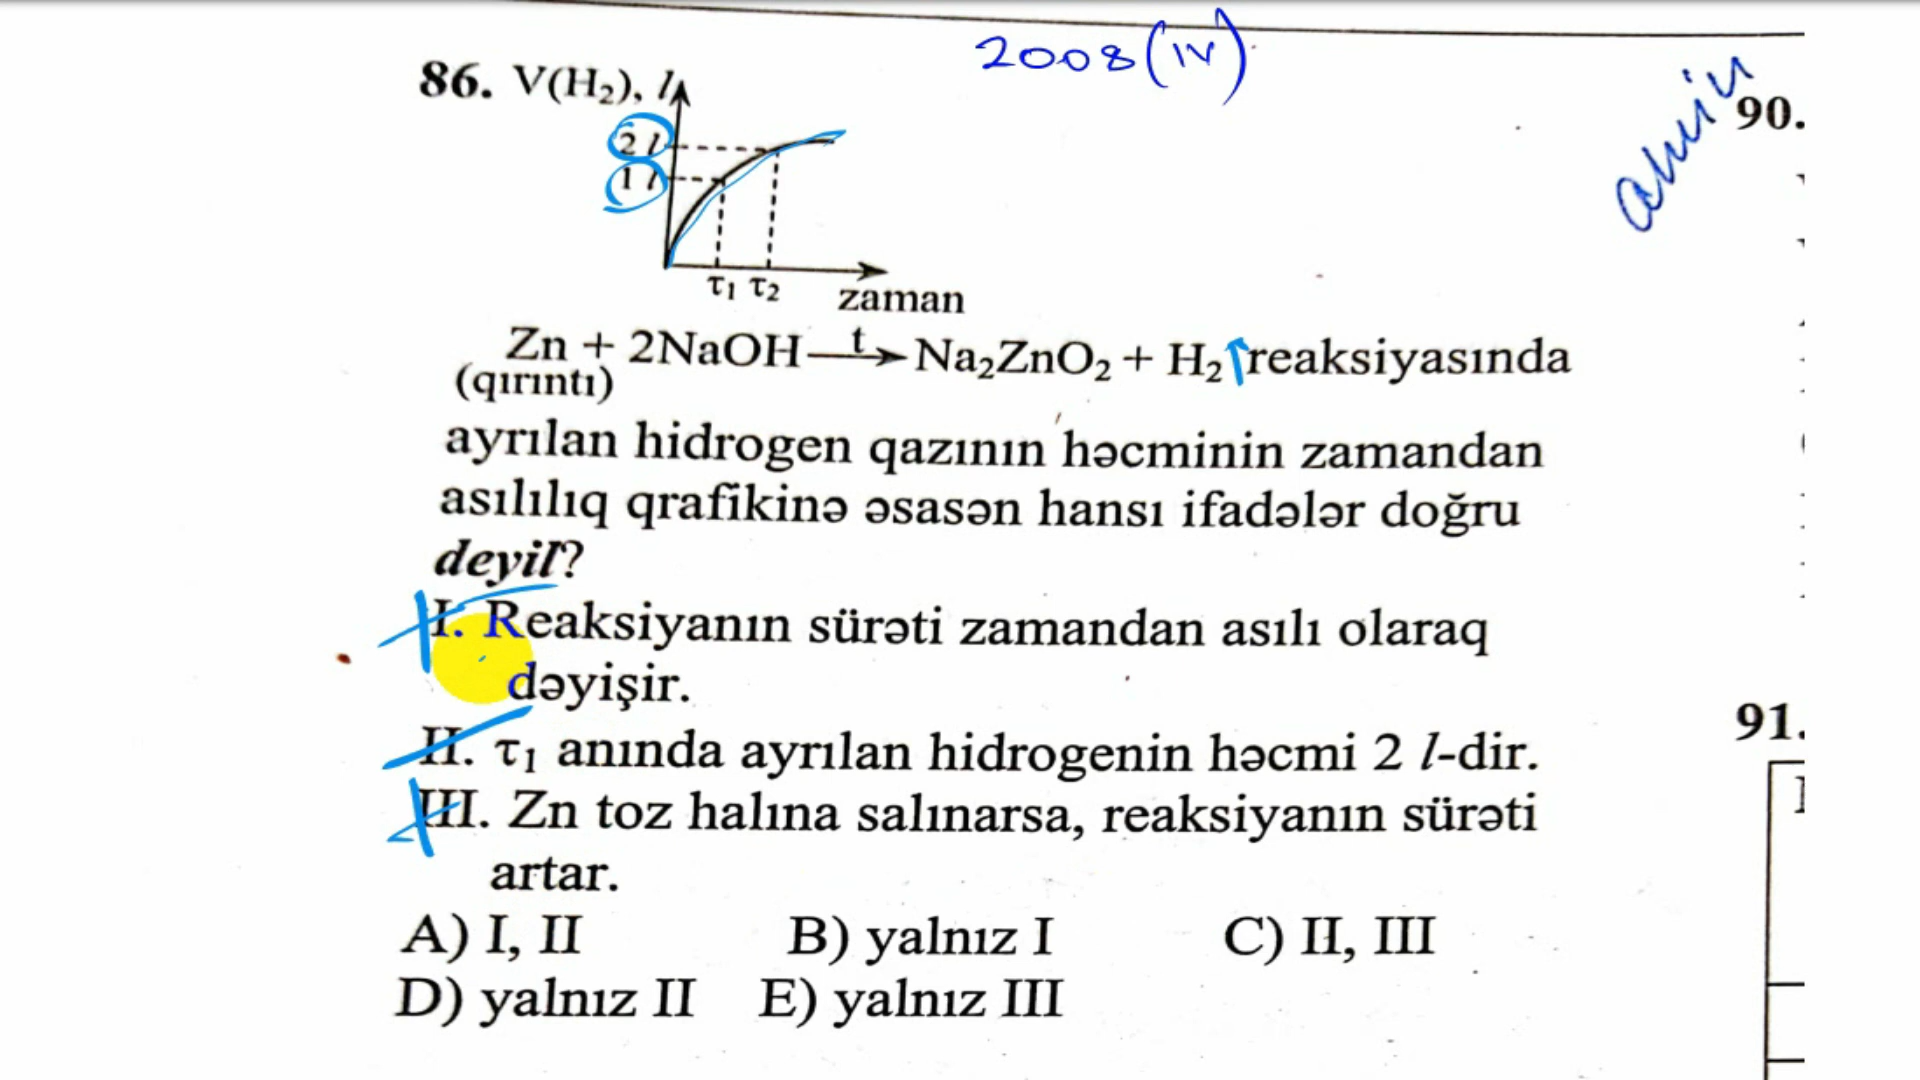 2008 (IV)
86. V(H₂), l
2 l
1 l
τ₁ τ₂
zaman
Zn + 2NaOH —t→ Na₂ZnO₂ + H₂↑ reaksiyasında
(qırıntı)
ayrılan hidrogen qazının həcminin zamandan
asılılıq qrafikinə əsasən hansı ifadələr doğru
deyil?
I. Reaksiyanın sürəti zamandan asılı olaraq
dəyişir.
II. τ₁ anında ayrılan hidrogenin həcmi 2 l-dir.
III. Zn toz halına salınarsa, reaksiyanın sürəti
artar.
A) I, II B) yalnız I C) II, III
D) yalnız II E) yalnız III
90.
91.